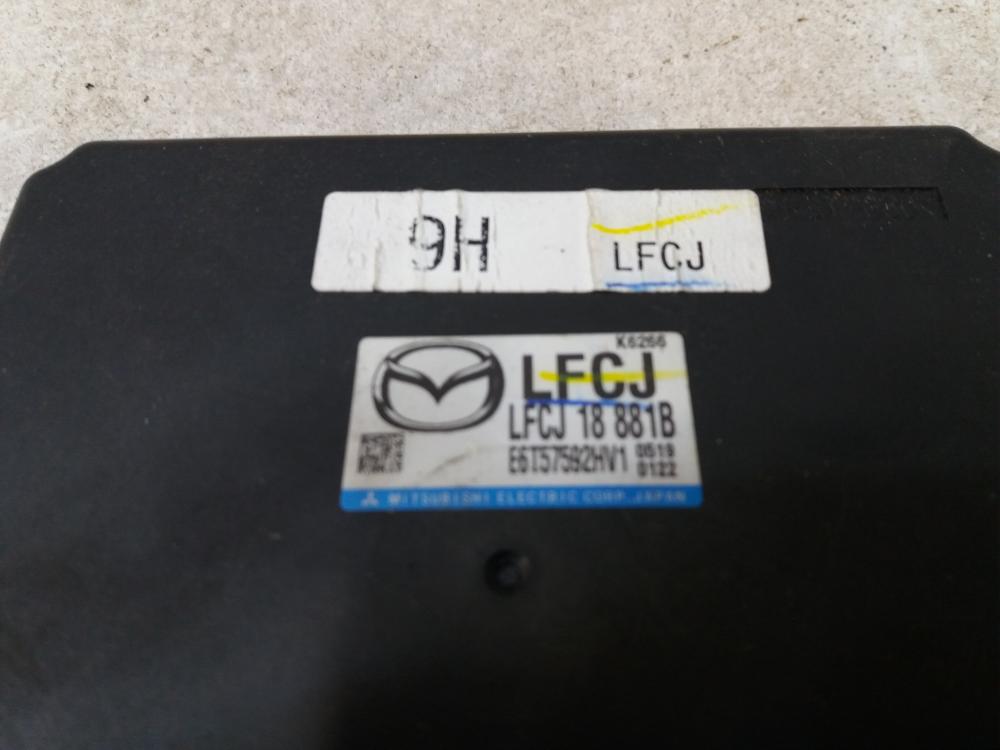 9H
LFCJ
K6266
LFCJ
LFCJ 18 881B
E6T57592HV1 0519
0122
MITSUBISHI ELECTRIC CORP. JAPAN